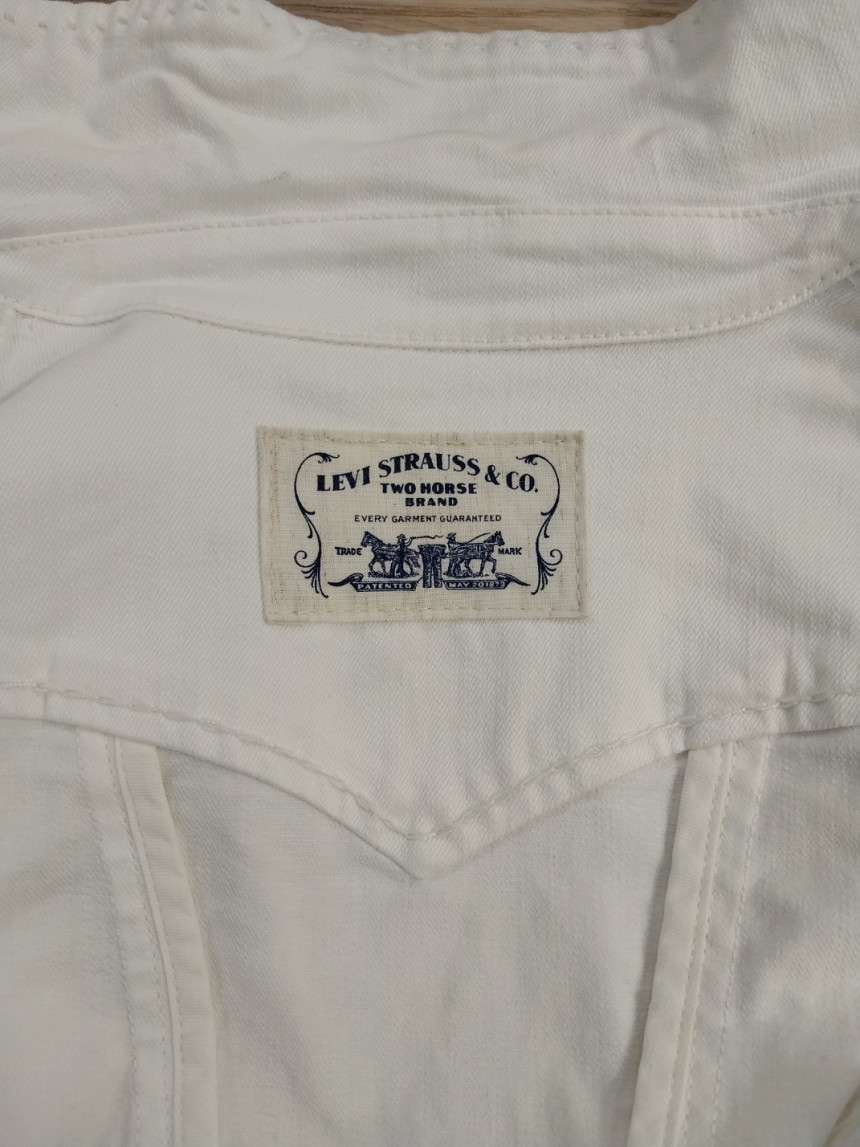 LEVI STRAUSS & CO.
TWO HORSE
BRAND
EVERY GARMENT GUARANTEED
TRADE MARK
PATENTED MAY 20 1873